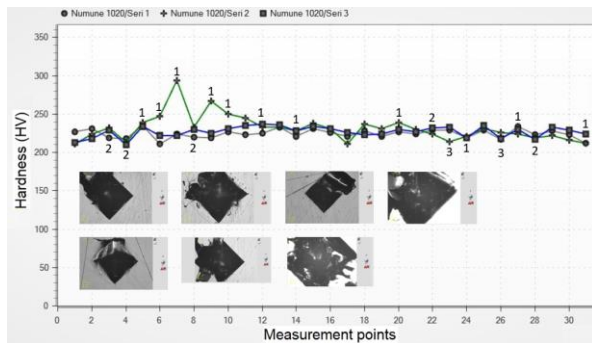 Numune 1020/Seri 1 Numune 1020/Seri 2 Numune 1020/Seri 3
Hardness (HV)
350
300
250
200
150
100
50
0
1 1 1 1 1 1 1 1 2 1 1
2 2 2 3 1 3 2
0 2 4 6 8 10 12 14 16 18 20 22 24 26 28 30
Measurement points